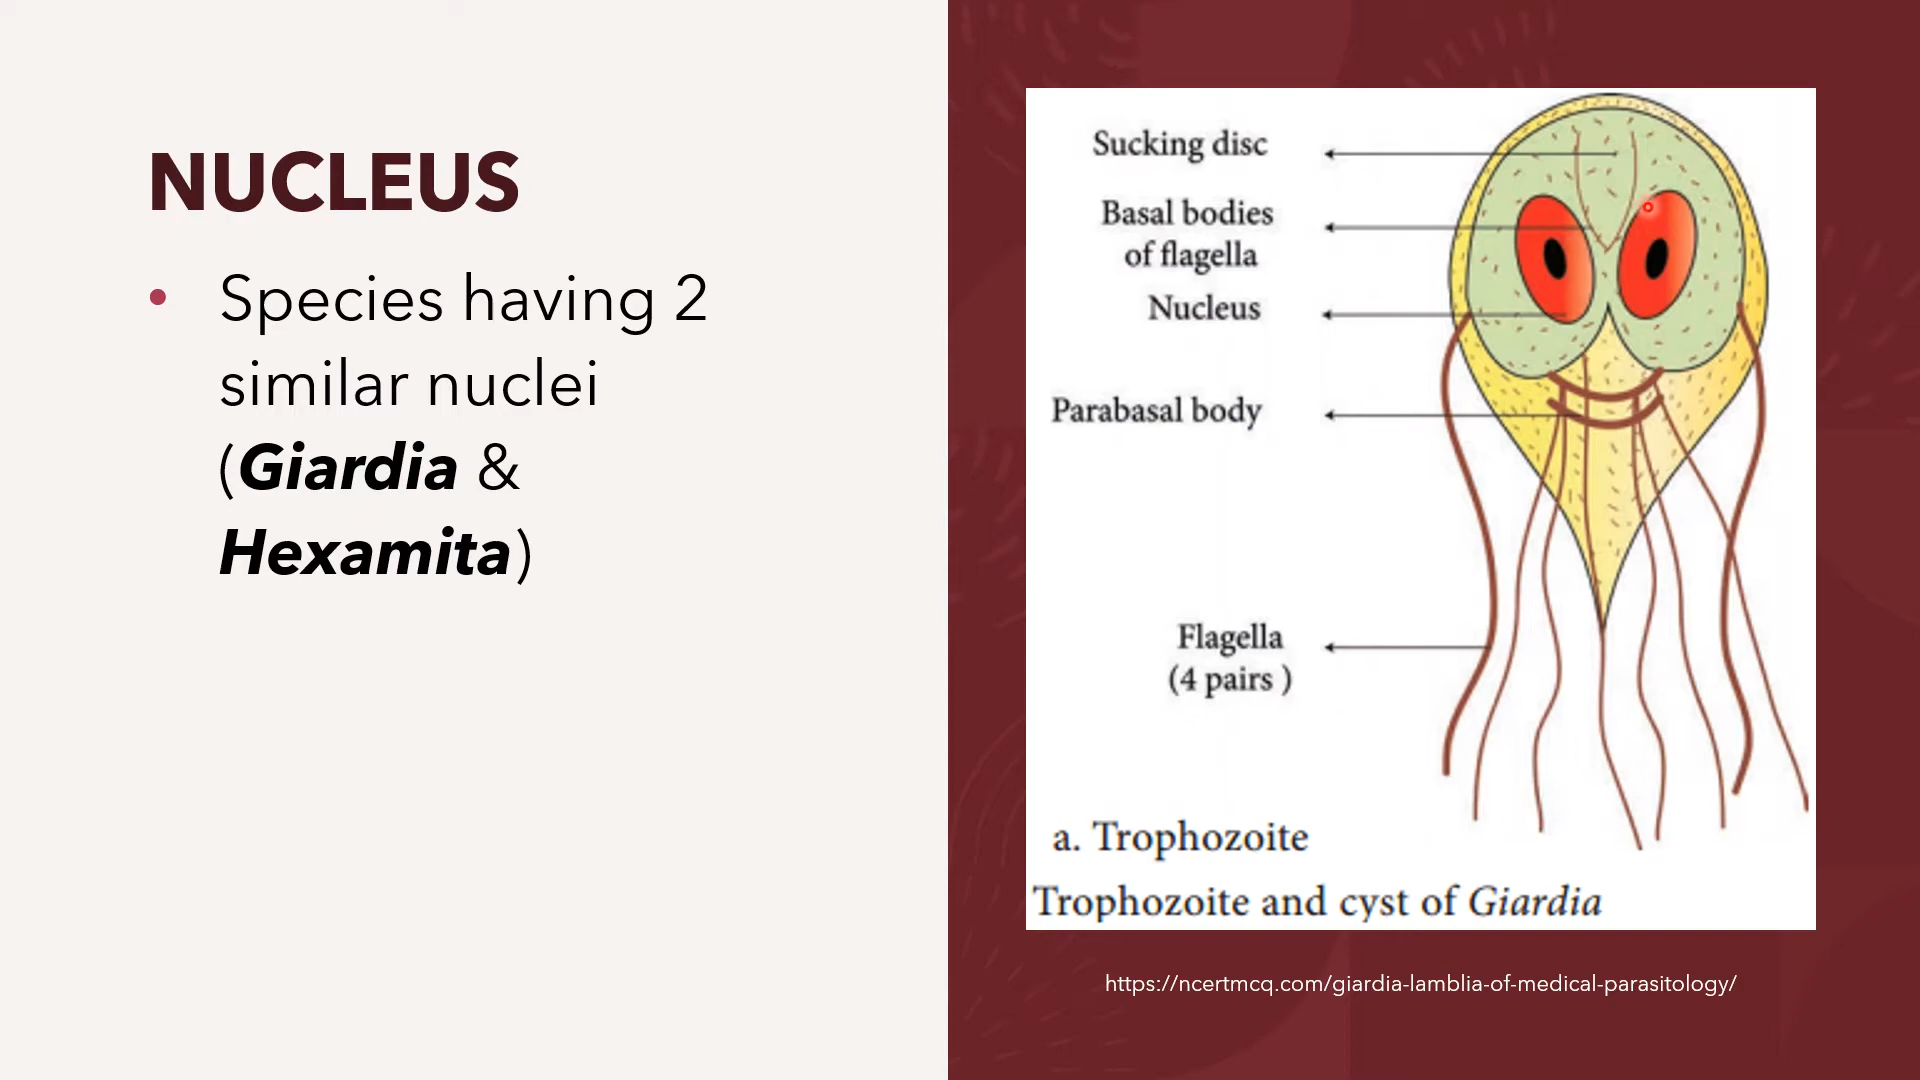 NUCLEUS
• Species having 2
similar nuclei
(Giardia &
Hexamita)
Sucking disc
Basal bodies
of flagella
Nucleus
Parabasal body
Flagella
(4 pairs )
a. Trophozoite
Trophozoite and cyst of Giardia
https://ncertmcq.com/giardia-lamblia-of-medical-parasitology/